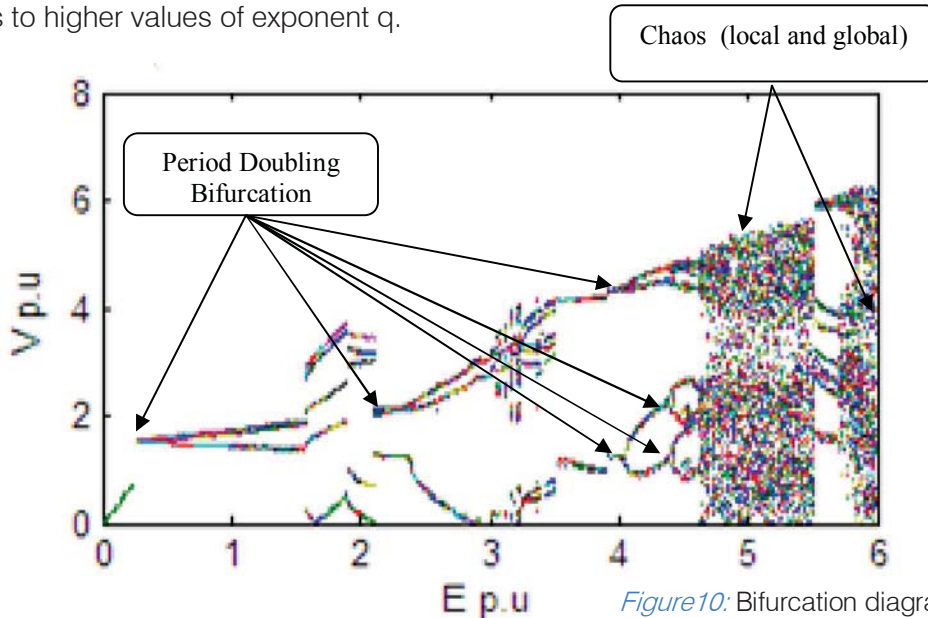 s to higher values of exponent q.
Chaos (local and global)
Period Doubling
Bifurcation
8
6
4
2
0
V p.u
0 1 2 3 4 5 6
E p.u
Figure10: Bifurcation diagra